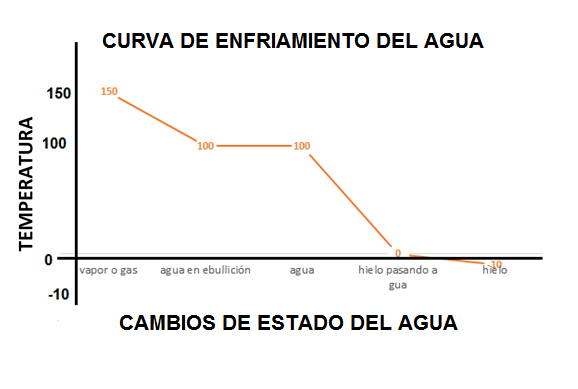 CURVA DE ENFRIAMIENTO DEL AGUA
TEMPERATURA
150
100
0
-10
150
100
100
0
-10
vapor o gas
agua en ebullición
agua
hielo pasando a
gua
hielo
CAMBIOS DE ESTADO DEL AGUA